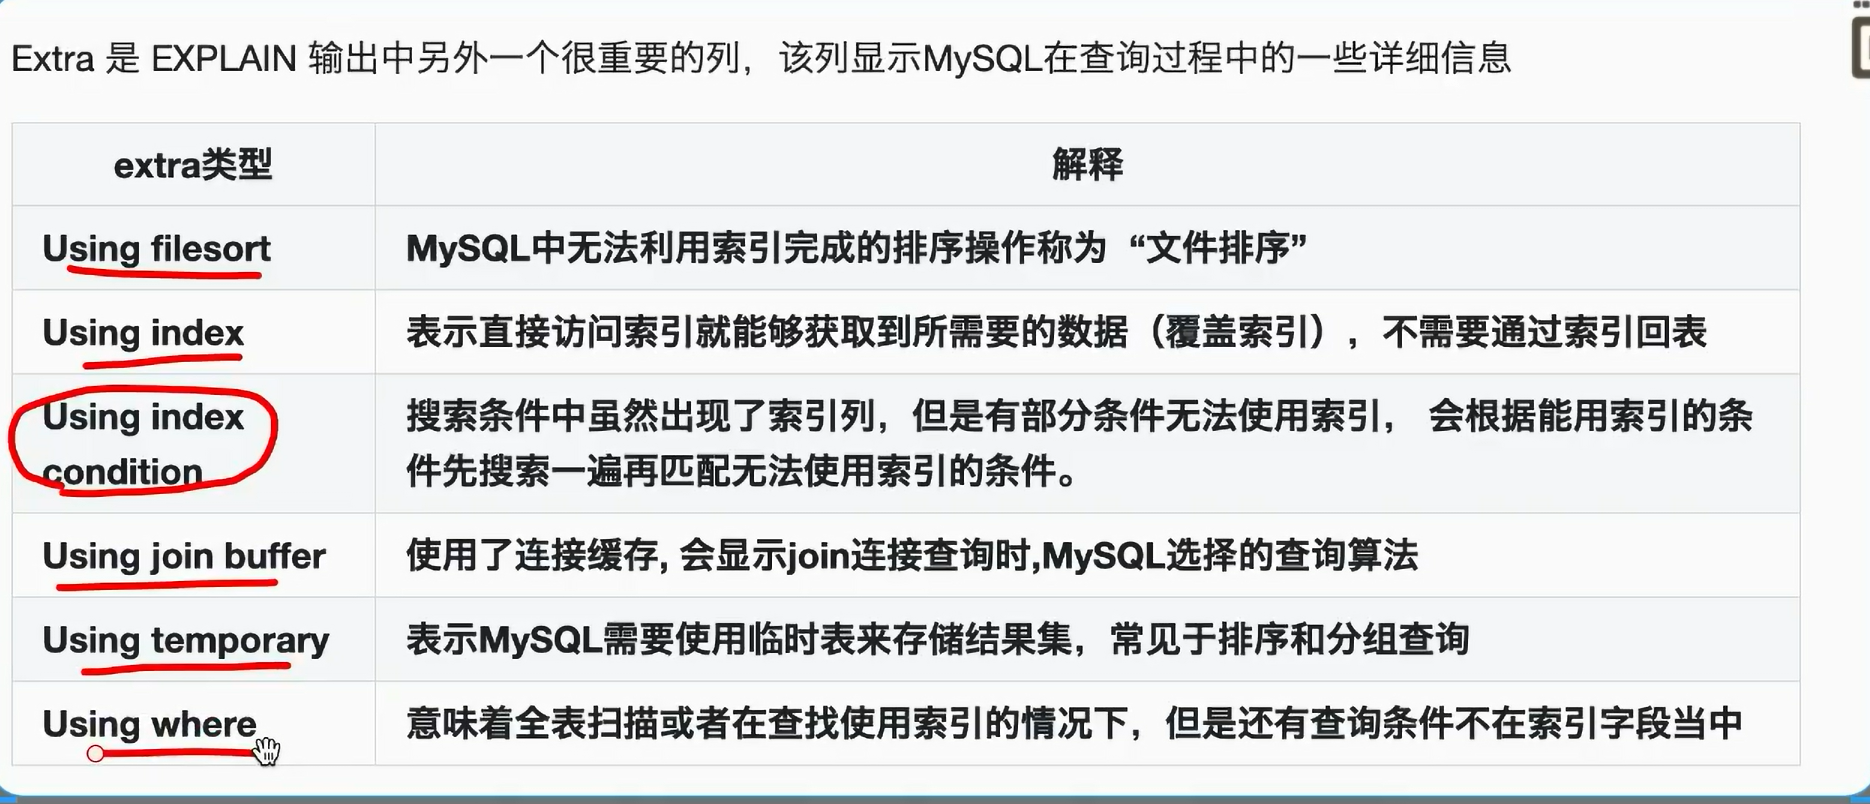 Extra 是 EXPLAIN 输出中另外一个很重要的列，该列显示MySQL在查询过程中的一些详细信息
extra类型
解释
Using filesort
MySQL中无法利用索引完成的排序操作称为“文件排序”
Using index
表示直接访问索引就能够获取到所需要的数据（覆盖索引），不需要通过索引回表
Using index
condition
搜索条件中虽然出现了索引列，但是有部分条件无法使用索引， 会根据能用索引的条
件先搜索一遍再匹配无法使用索引的条件。
Using join buffer
使用了连接缓存, 会显示join连接查询时,MySQL选择的查询算法
Using temporary
表示MySQL需要使用临时表来存储结果集，常见于排序和分组查询
Using where
意味着全表扫描或者在查找使用索引的情况下，但是还有查询条件不在索引字段当中